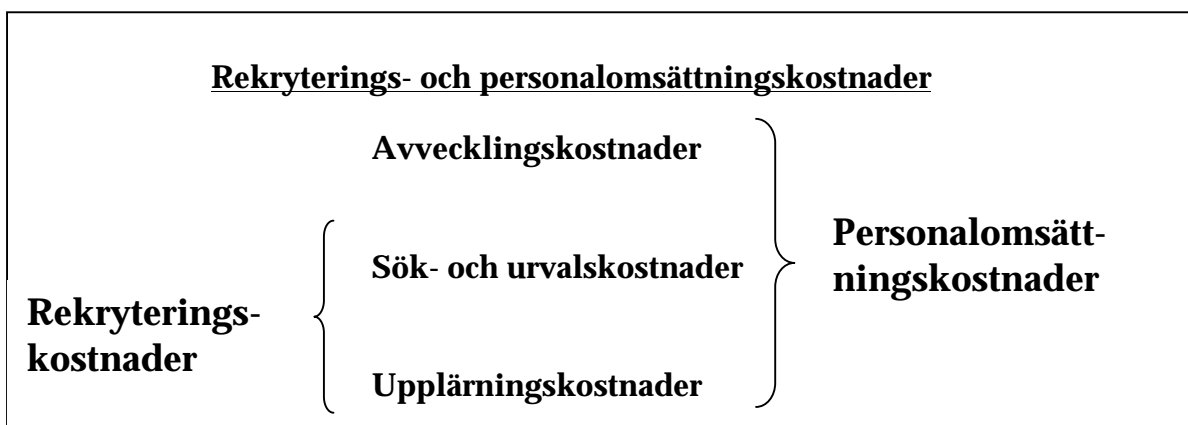 Rekryterings- och personalomsättningskostnader
Avvecklingskostnader
Sök- och urvalskostnader
Upplärningskostnader
Rekryterings-
kostnader
Personalomsätt-
ningskostnader